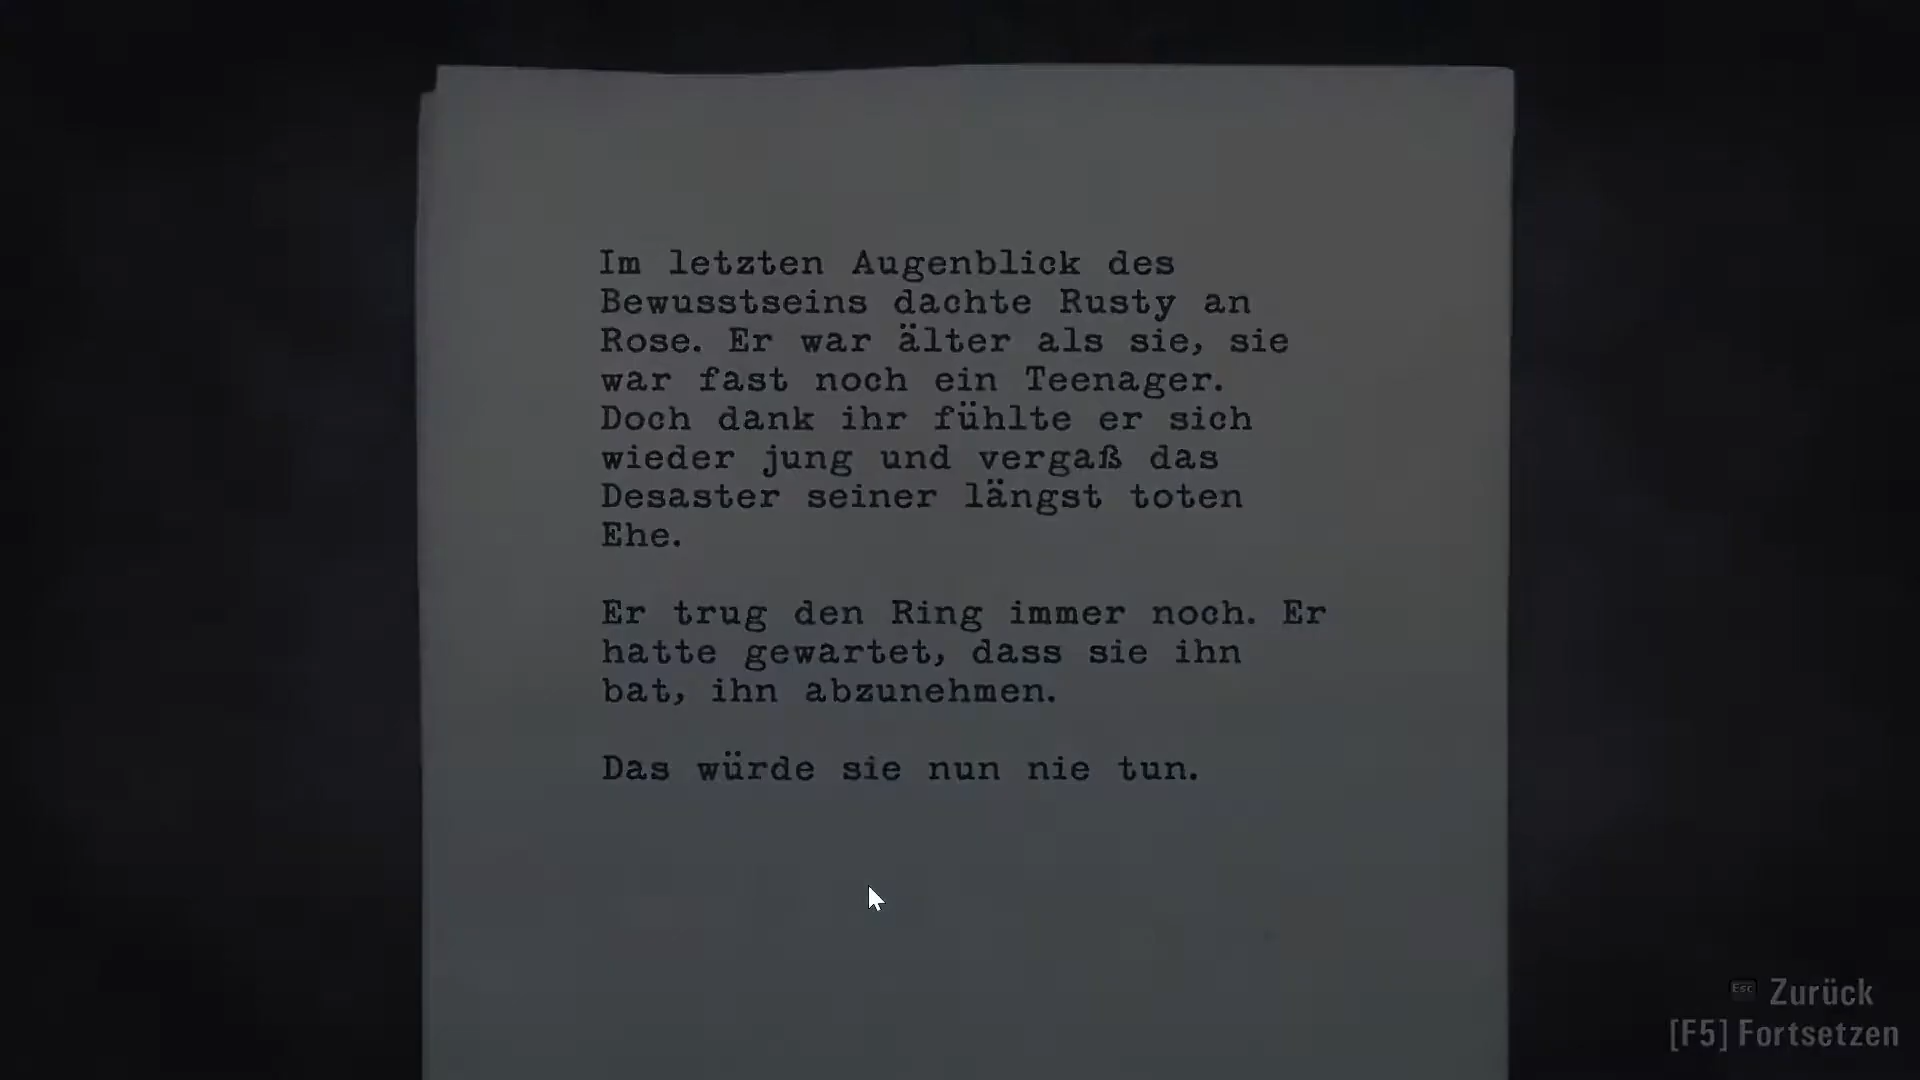 Im letzten Augenblick des
Bewusstseins dachte Rusty an
Rose. Er war älter als sie, sie
war fast noch ein Teenager.
Doch dank ihr fühlte er sich
wieder jung und vergaß das
Desaster seiner längst toten
Ehe.
Er trug den Ring immer noch. Er
hatte gewartet, dass sie ihn
bat, ihn abzunehmen.
Das würde sie nun nie tun.
Esc Zurück
[F5] Fortsetzen